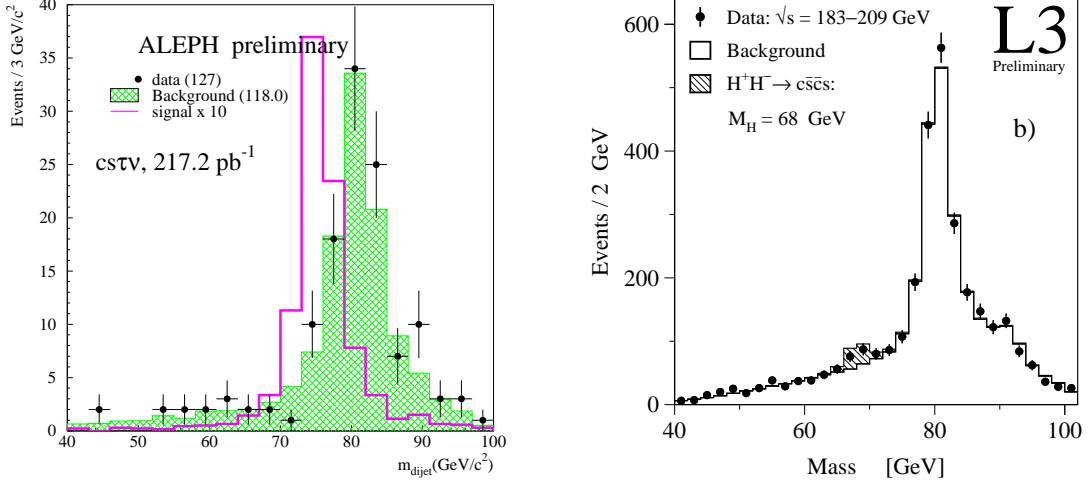 Events / 3 GeV/c²
40
35
30
25
20
15
10
5
0
ALEPH preliminary
data (127)
Background (118.0)
signal x 10
csτν, 217.2 pb⁻¹
40 50 60 70 80 90 100
m_dijet(GeV/c²)
Events / 2 GeV
600
400
200
0
Data: √s = 183–209 GeV
Background
H⁺H⁻ → cs̄c̄s:
M_H = 68 GeV
L3
Preliminary
b)
40 60 80 100
Mass [GeV]